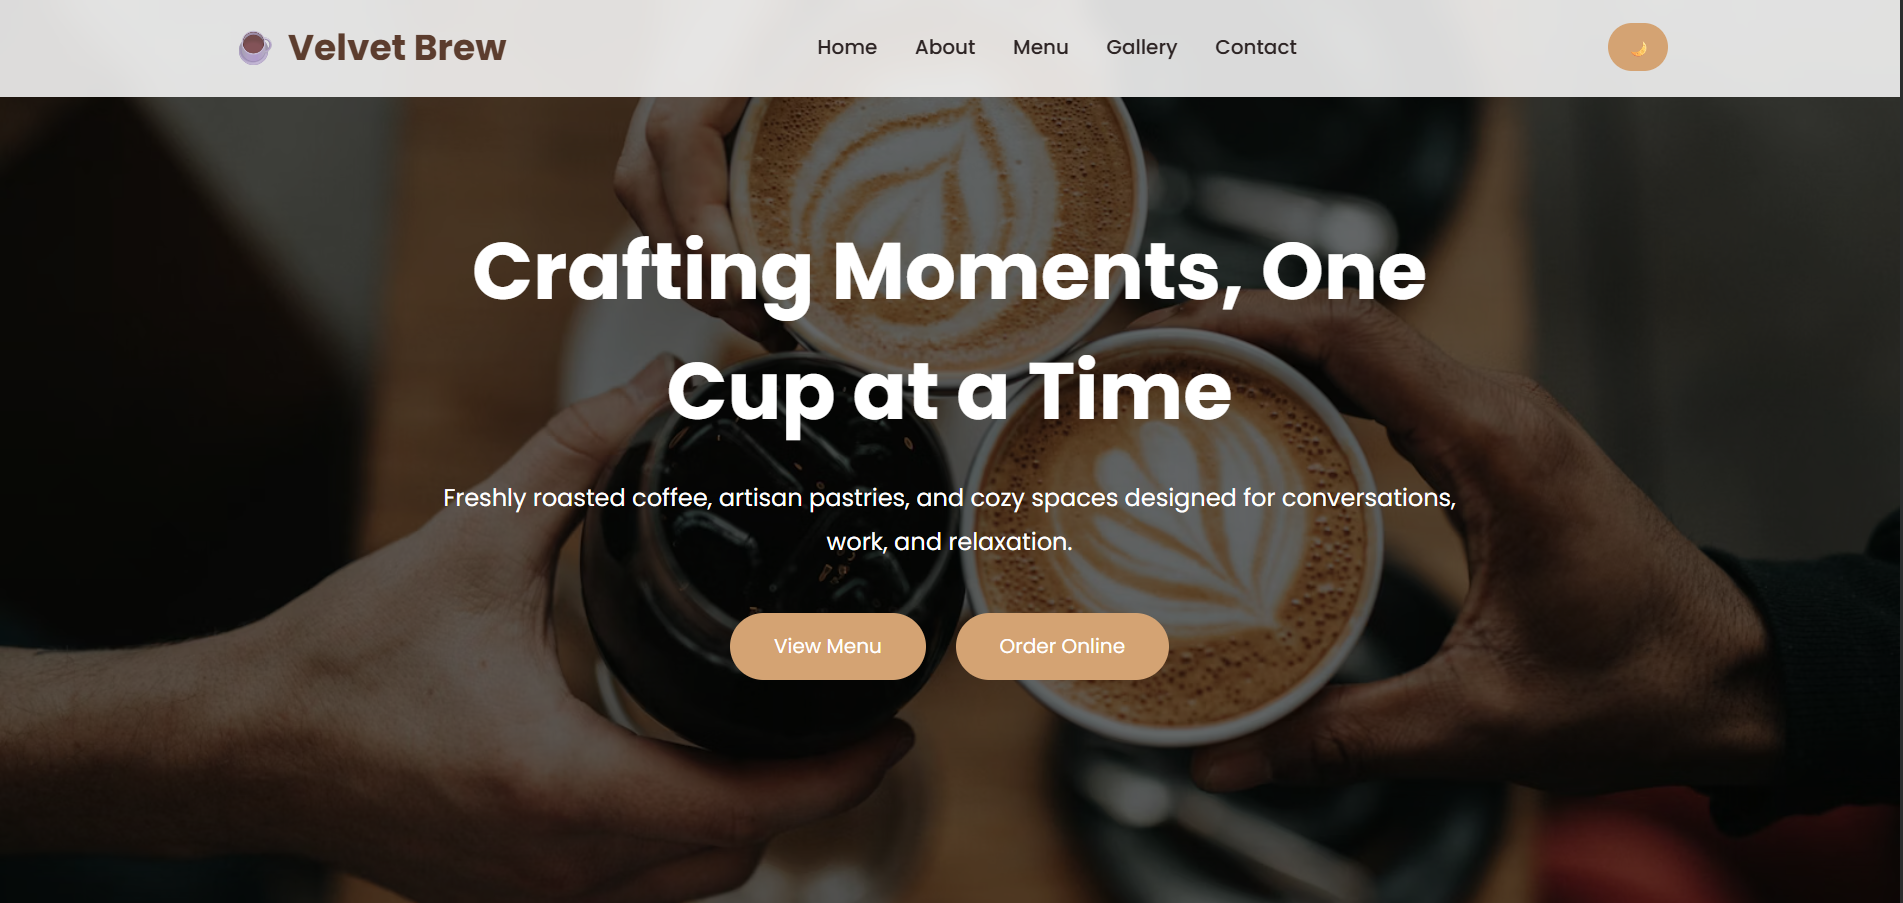 Velvet Brew
Home About Menu Gallery Contact
Crafting Moments, One
Cup at a Time
Freshly roasted coffee, artisan pastries, and cozy spaces designed for conversations,
work, and relaxation.
View Menu Order Online